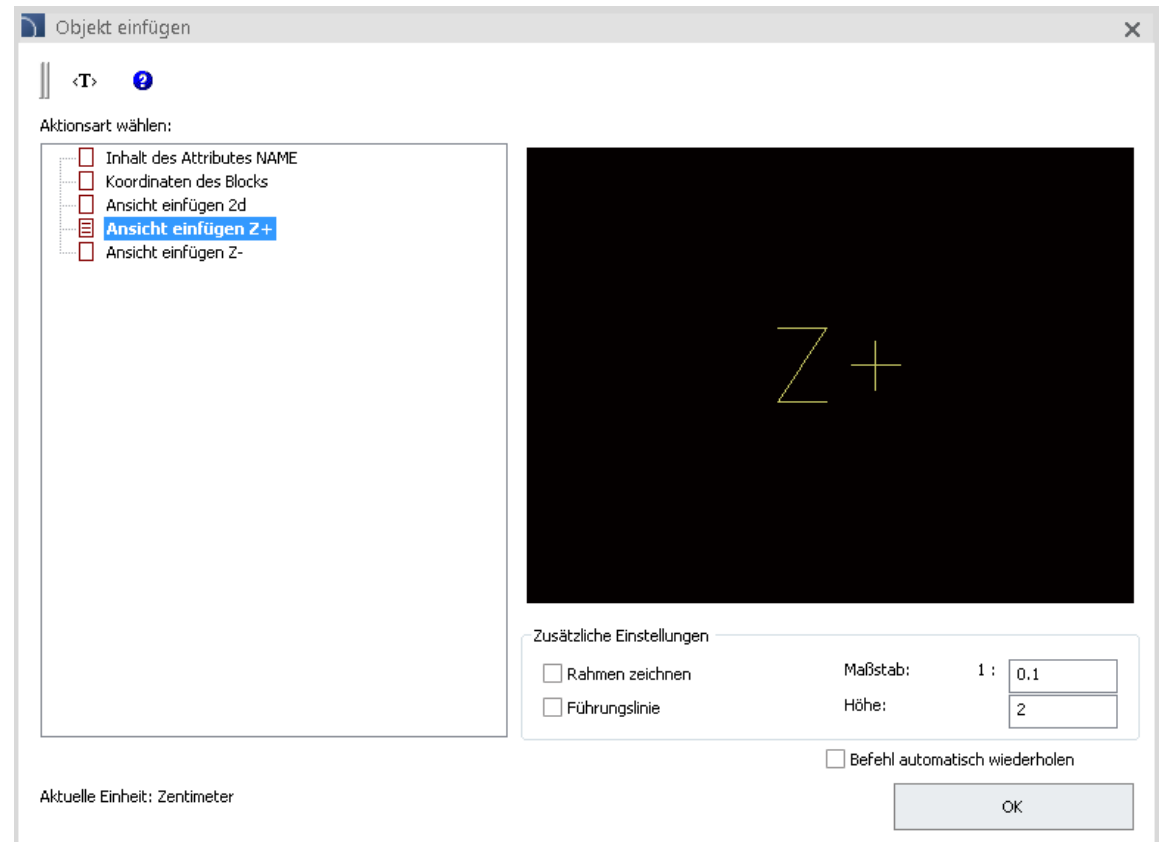 Objekt einfügen
<T>
?
Aktionsart wählen:
Inhalt des Attributes NAME
Koordinaten des Blocks
Ansicht einfügen 2d
Ansicht einfügen Z+
Ansicht einfügen Z-
Z+
Zusätzliche Einstellungen
Rahmen zeichnen
Maßstab: 1 : 0.1
Führungslinie
Höhe: 2
Befehl automatisch wiederholen
Aktuelle Einheit: Zentimeter
OK